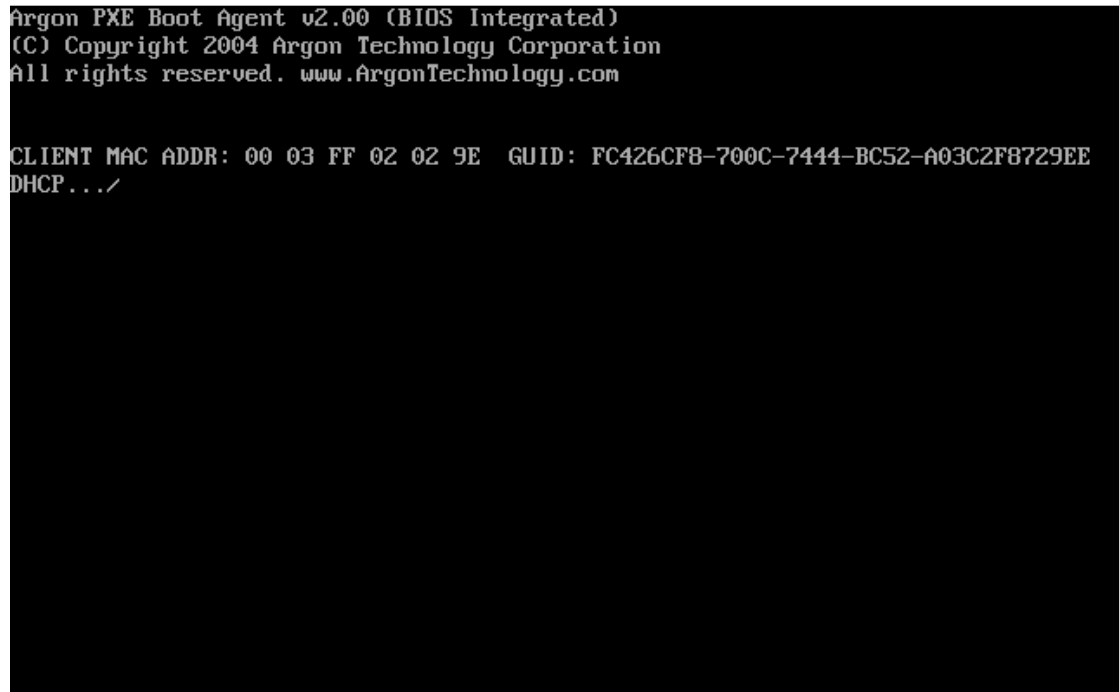 Argon PXE Boot Agent v2.00 (BIOS Integrated)
(C) Copyright 2004 Argon Technology Corporation
All rights reserved. www.ArgonTechnology.com
CLIENT MAC ADDR: 00 03 FF 02 02 9E  GUID: FC426CF8-700C-7444-BC52-A03C2F8729EE
DHCP.../